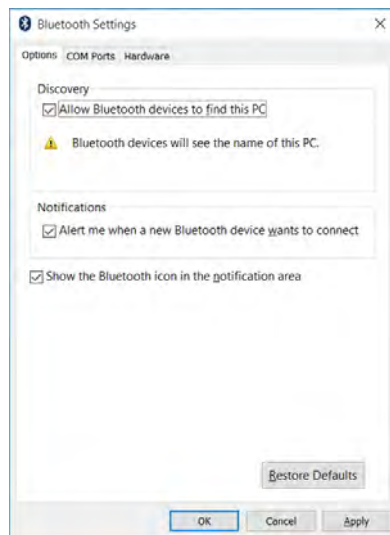 Bluetooth Settings
Options COM Ports Hardware
Discovery
Allow Bluetooth devices to find this PC
Bluetooth devices will see the name of this PC.
Notifications
Alert me when a new Bluetooth device wants to connect
Show the Bluetooth icon in the notification area
Restore Defaults
OK Cancel Apply